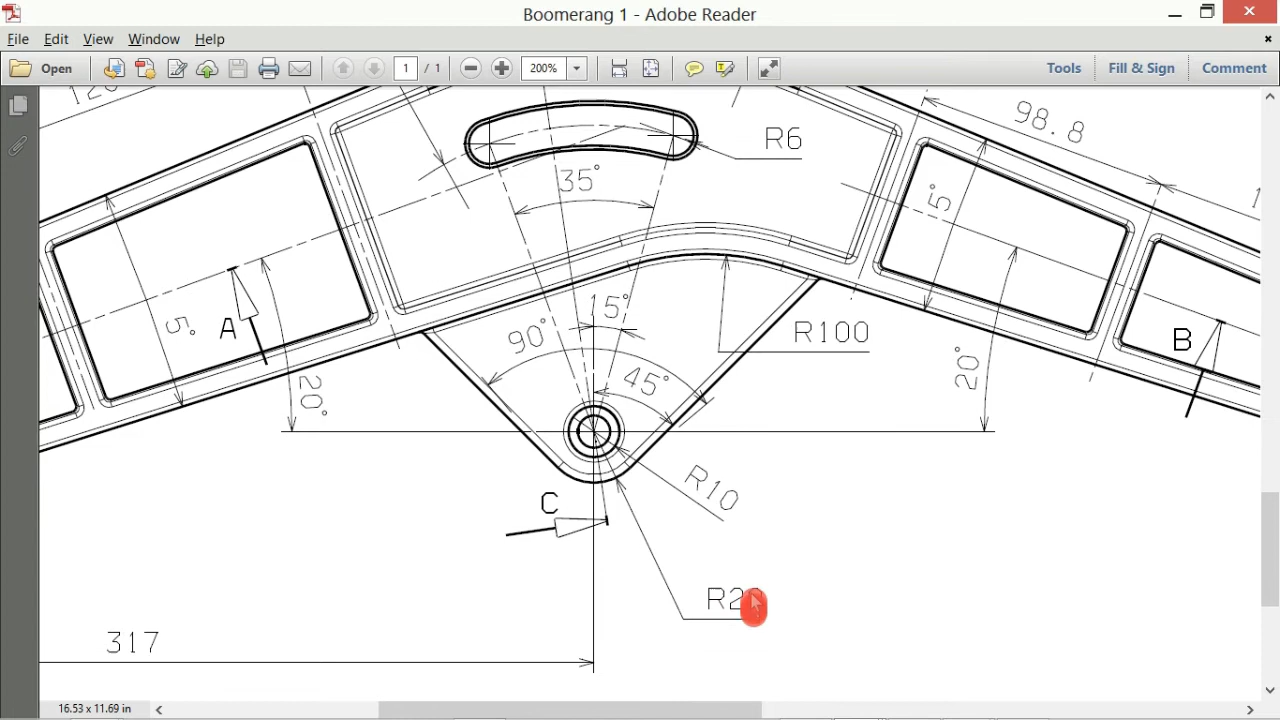 Boomerang 1 - Adobe Reader
File Edit View Window Help
Open 1 / 1 200% Tools Fill & Sign Comment
98.8
R6
35°
5°
5°
A
15°
90°
R100
B
45°
20°
20°
R10
C
317
16.53 x 11.69 in